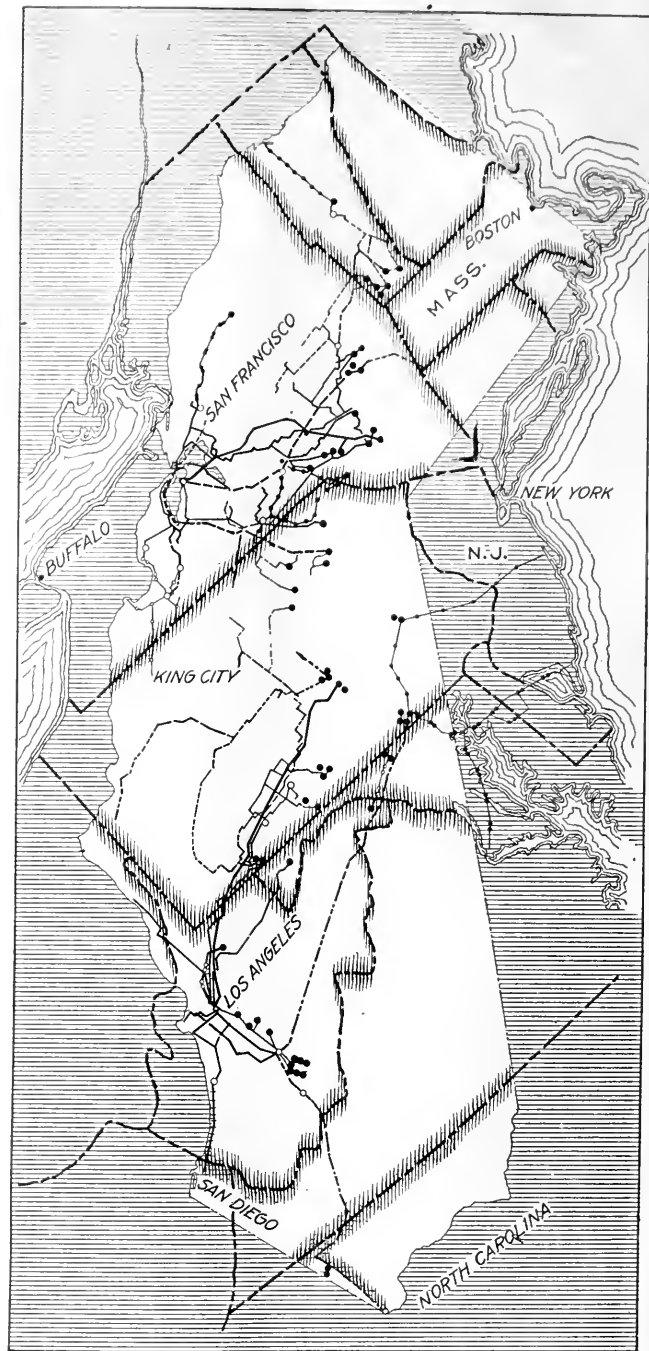 BOSTON
MASS.
SAN FRANCISCO
NEW YORK
BUFFALO
N.J.
KING CITY
LOS ANGELES
SAN DIEGO
NORTH CAROLINA